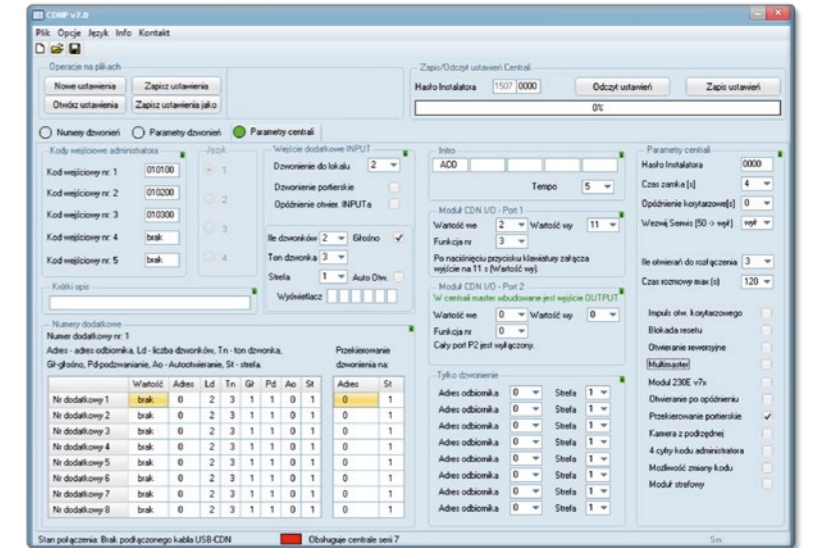 CDNP v7.0
Plik Opcje Język Info Kontakt
Operacje na plikach
Nowe ustawienia Zapisz ustawienia
Otwórz ustawienia Zapisz ustawienia jako
Zapis/Odczyt ustawień Centrali
Hasło Instalatora 1507 0000 Odczyt ustawień Zapis ustawień
0%
Numery dzwonień Parametry dzwonień Parametry centrali
Kody wejściowe administratora
Kod wejściowy nr. 1 010100
Kod wejściowy nr. 2 010200
Kod wejściowy nr. 3 010300
Kod wejściowy nr. 4 brak
Kod wejściowy nr. 5 brak
Język
1
2
3
4
Krótki opis
Wejście dodatkowe INPUT
Dzwonienie do lokalu 2
Dzwonienie portierskie
Opóźnienie otwier. INPUTa
Ile dzwonków 2 Głośno
Ton dzwonka 3
Strefa 1 Auto Otw.
Wyświetlacz
Numery dodatkowe
Numer dodatkowy nr. 1
Adres - adres odbiornika, Ld - liczba dzwonków, Tn - ton dzwonka,
Gł-głośno, Pd-podzwanianie, Ao - Autootwieranie, St - strefa.
Przekierowanie
dzwonienia na:
Wartość Adres Ld Tn Gł Pd Ao St Adres St
Nr dodatkowy 1 brak 0 2 3 1 1 0 1 0 1
Nr dodatkowy 2 brak 0 2 3 1 1 0 1 0 1
Nr dodatkowy 3 brak 0 2 3 1 1 0 1 0 1
Nr dodatkowy 4 brak 0 2 3 1 1 0 1 0 1
Nr dodatkowy 5 brak 0 2 3 1 1 0 1 0 1
Nr dodatkowy 6 brak 0 2 3 1 1 0 1 0 1
Nr dodatkowy 7 brak 0 2 3 1 1 0 1 0 1
Nr dodatkowy 8 brak 0 2 3 1 1 0 1 0 1
Intro
ACO
Tempo 5
Moduł CDN I/O - Port 1
Wartość we 2 Wartość wy 11
Funkcja nr 3
Po naciśnięciu przycisku klawiatury załącza
wyjście na 11 s (Wartość wy).
Moduł CDN I/O - Port 2
W centrali master wbudowane jest wyjście OUTPUT
Wartość we 0 Wartość wy 0
Funkcja nr 0
Cały port P2 jest wyłączony.
Tylko dzwonienie
Adres odbiornika 0 Strefa 1
Adres odbiornika 0 Strefa 1
Adres odbiornika 0 Strefa 1
Adres odbiornika 0 Strefa 1
Adres odbiornika 0 Strefa 1
Adres odbiornika 0 Strefa 1
Adres odbiornika 0 Strefa 1
Adres odbiornika 0 Strefa 1
Parametry centrali
Hasło Instalatora 0000
Czas zamka [s] 4
Opóźnienie korytarzowe[s] 0
Wezwij Serwis [50 -> wył] wył
Ile otwierań do rozłączenia 3
Czas rozmowy max (s) 120
Impuls otw. korytarzowego
Blokada resetu
Otwieranie rewersyjne
Multimaster
Moduł 230E v7x
Otwieranie po opóźnieniu
Przekierowanie portierskie
Kamera z podrzędnej
4 cyfry kodu administratora
Możliwość zmiany kodu
Moduł strefowy
Stan połączenia: Brak podłączonego kabla USB-CDN Obsługuje centrale serii 7 Sn: